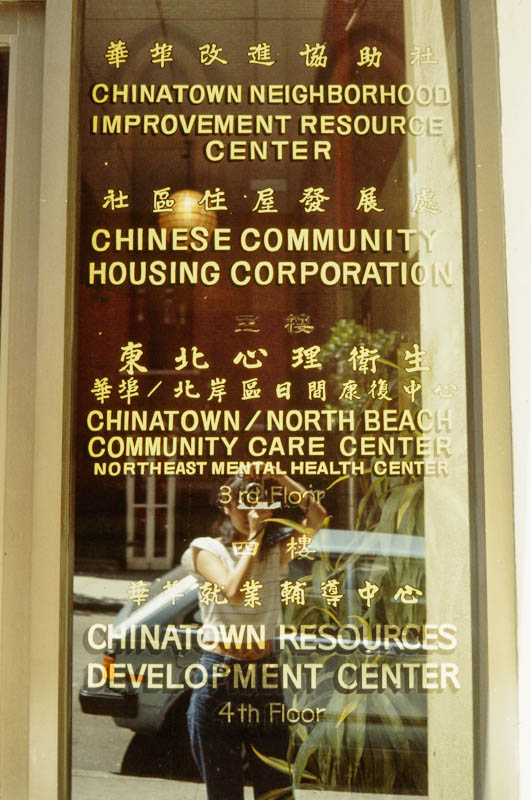 華埠改進協助社
CHINATOWN NEIGHBORHOOD
IMPROVEMENT RESOURCE
CENTER
社區住屋發展處
CHINESE COMMUNITY
HOUSING CORPORATION
三樓
東北心理衛生
華埠/北岸區日間康復中心
CHINATOWN/NORTH BEACH
COMMUNITY CARE CENTER
NORTHEAST MENTAL HEALTH CENTER
3rd Floor
四樓
華埠就業輔導中心
CHINATOWN RESOURCES
DEVELOPMENT CENTER
4th Floor